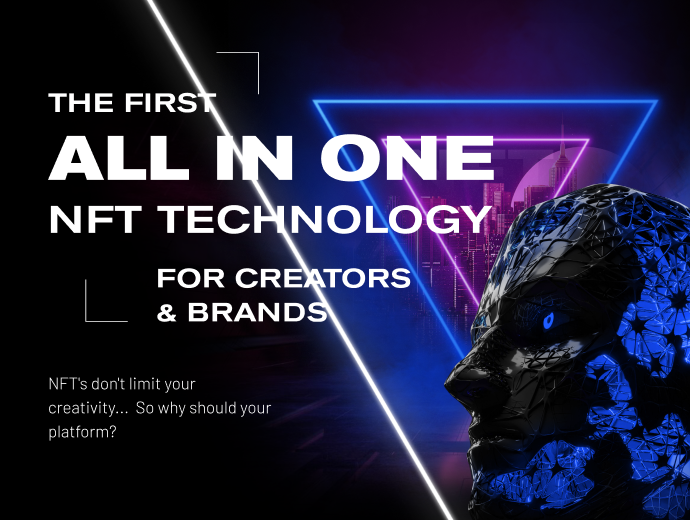 THE FIRST
ALL IN ONE
NFT TECHNOLOGY
FOR CREATORS
& BRANDS
NFT's don't limit your
creativity... So why should your
platform?